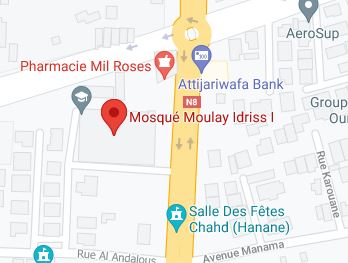 AeroSup
Pharmacie Mil Roses
Attijariwafa Bank
N8
Mosqué Moulay Idriss I
Group
Ou
Rue Karouane
Salle Des Fêtes
Chahd (Hanane)
Avenue Manama
Rue Al Andalous